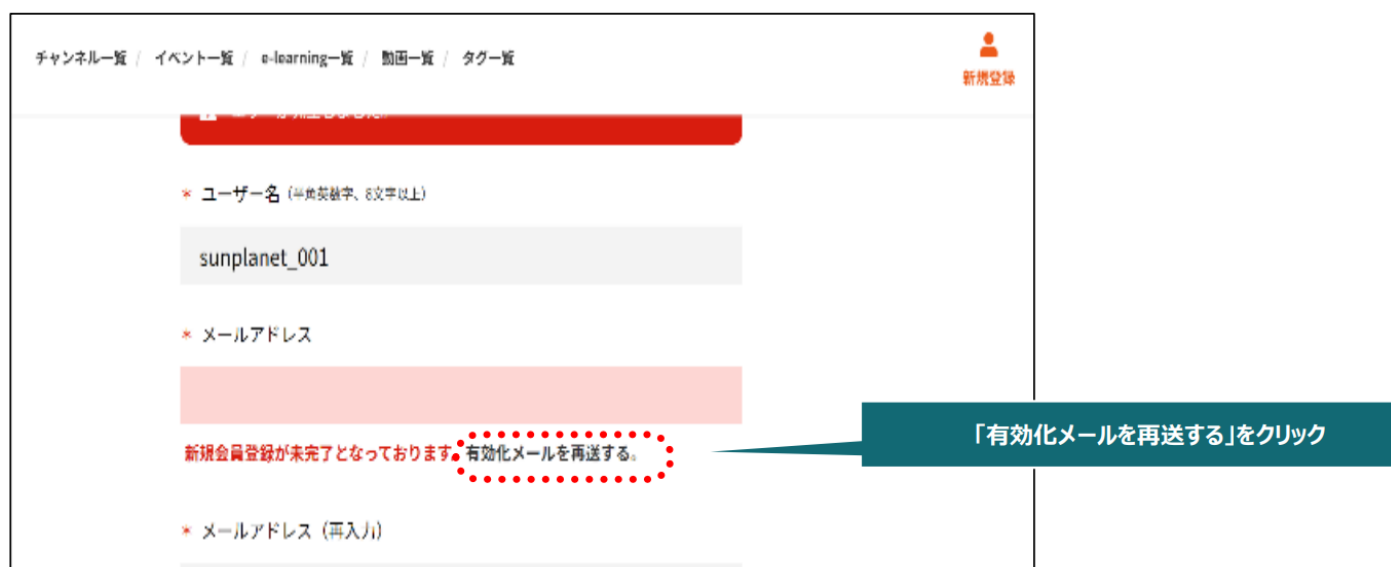 チャンネル一覧 / イベント一覧 / e-learning一覧 / 動画一覧 / タグ一覧
新規登録
* ユーザー名（半角英数字、8文字以上）
sunplanet_001
* メールアドレス
新規会員登録が未完了となっております。有効化メールを再送する。
「有効化メールを再送する」をクリック
* メールアドレス（再入力）